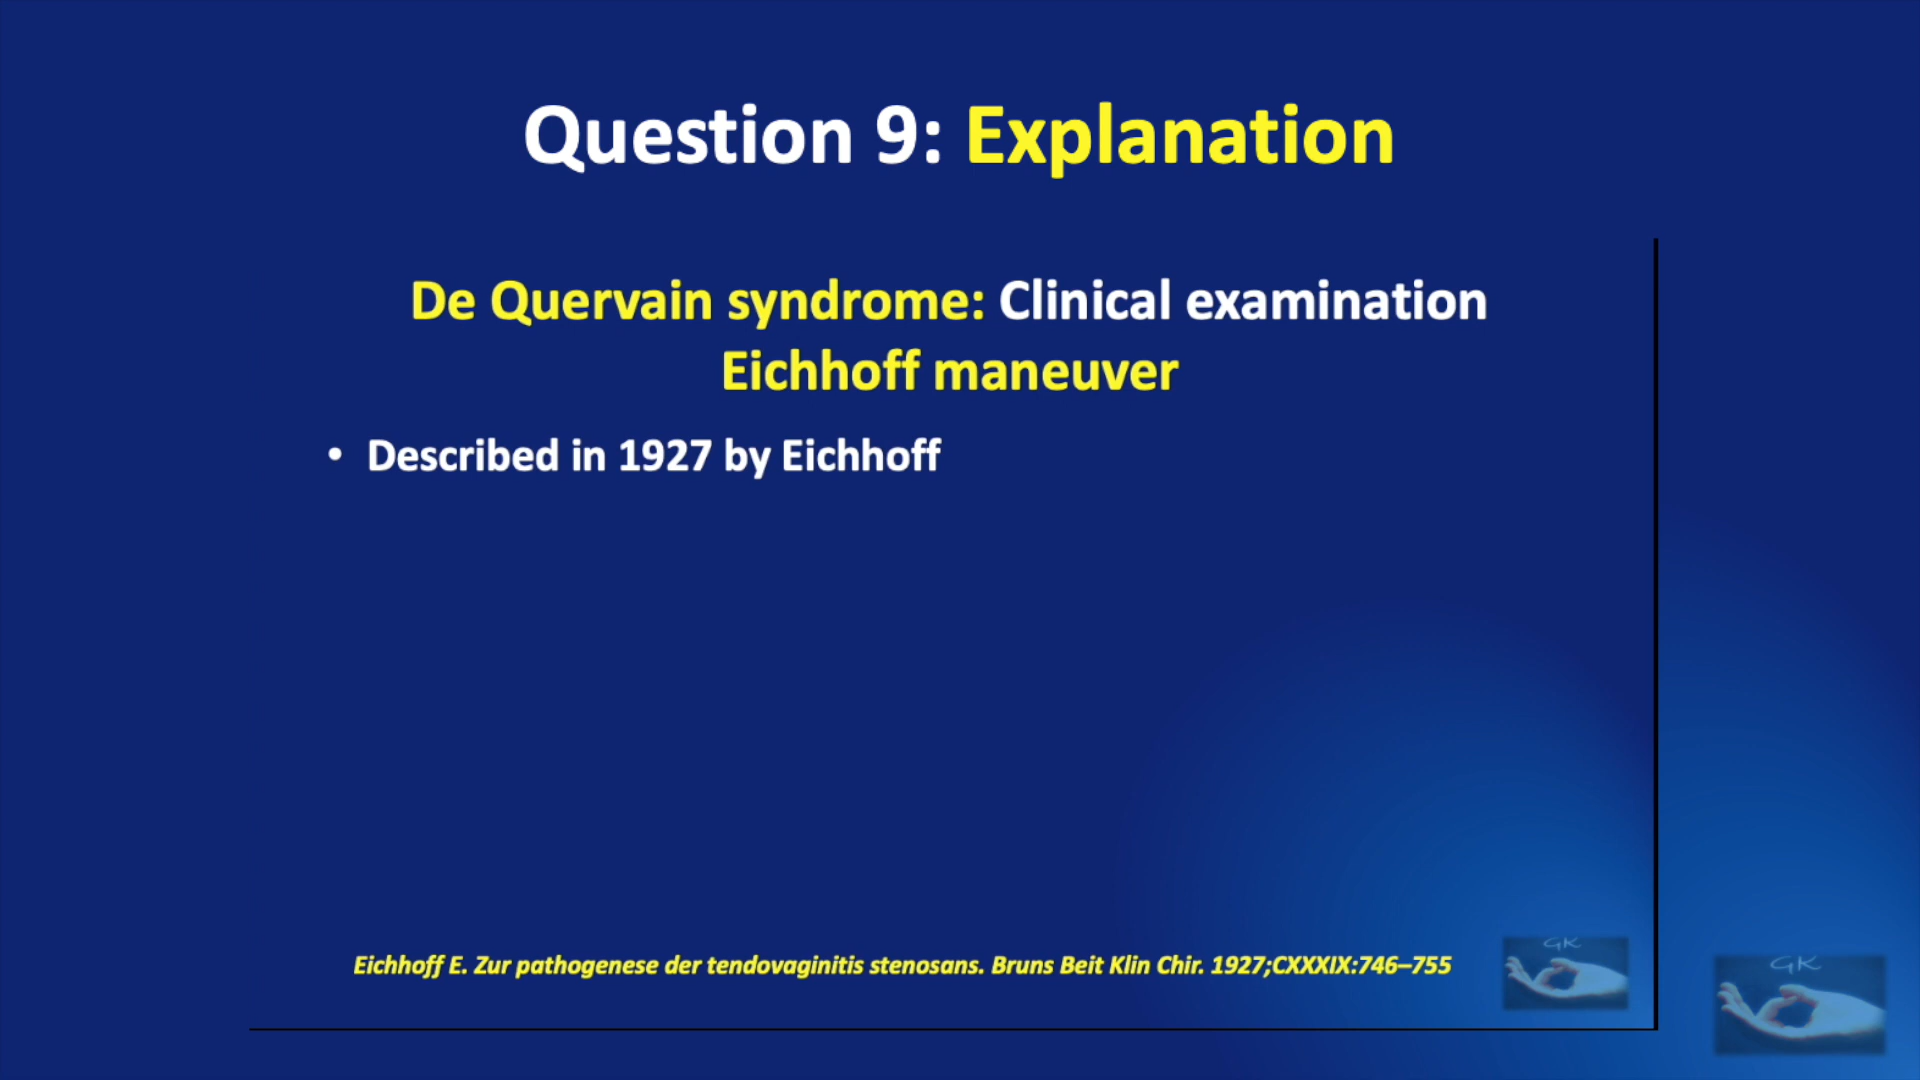 Question 9: Explanation
De Quervain syndrome: Clinical examination
Eichhoff maneuver
• Described in 1927 by Eichhoff
Eichhoff E. Zur pathogenese der tendovaginitis stenosans. Bruns Beit Klin Chir. 1927;CXXXIX:746–755
GK
GK